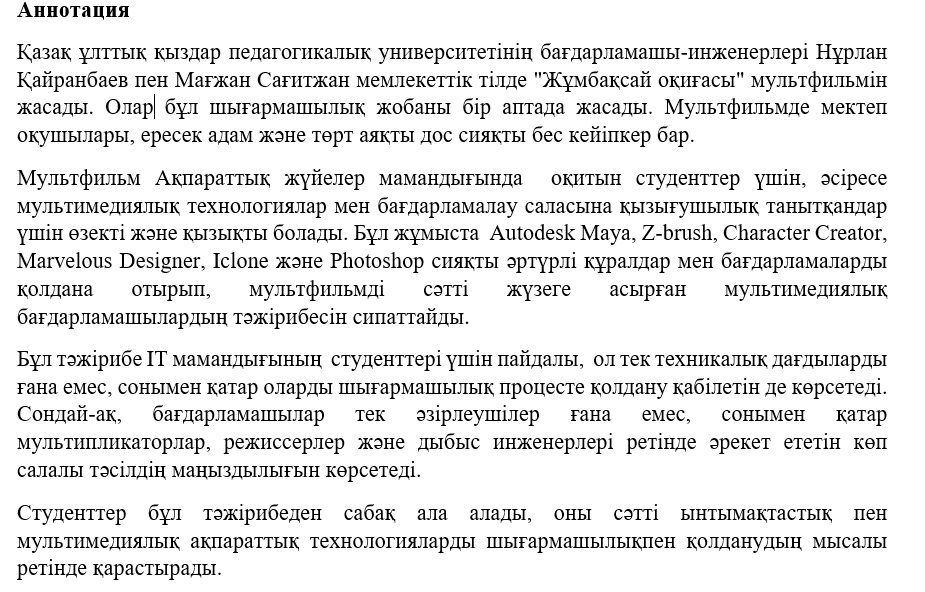 Аннотация
Қазақ ұлттық қыздар педагогикалық университетінің бағдарламашы-инженерлері Нұрлан
Қайранбаев пен Мағжан Сағитжан мемлекеттік тілде "Жұмбақсай оқиғасы" мультфильмін
жасады. Олар бұл шығармашылық жобаны бір аптада жасады. Мультфильмде мектеп
оқушылары, ересек адам және төрт аяқты дос сияқты бес кейіпкер бар.
Мультфильм Ақпараттық жүйелер мамандығында оқитын студенттер үшін, әсіресе
мультимедиялық технологиялар мен бағдарламалау саласына қызығушылық танытқандар
үшін өзекті және қызықты болады. Бұл жұмыста Autodesk Maya, Z-brush, Character Creator,
Marvelous Designer, Iclone және Photoshop сияқты әртүрлі құралдар мен бағдарламаларды
қолдана отырып, мультфильмді сәтті жүзеге асырған мультимедиялық
бағдарламашылардың тәжірибесін сипаттайды.
Бұл тәжірибе IT мамандығының студенттері үшін пайдалы, ол тек техникалық дағдыларды
ғана емес, сонымен қатар оларды шығармашылық процесте қолдану қабілетін де көрсетеді.
Сондай-ақ, бағдарламашылар тек әзірлеушілер ғана емес, сонымен қатар
мультипликаторлар, режиссерлер және дыбыс инженерлері ретінде әрекет ететін көп
салалы тәсілдің маңыздылығын көрсетеді.
Студенттер бұл тәжірибеден сабақ ала алады, оны сәтті ынтымақтастық пен
мультимедиялық ақпараттық технологияларды шығармашылықпен қолданудың мысалы
ретінде қарастырады.